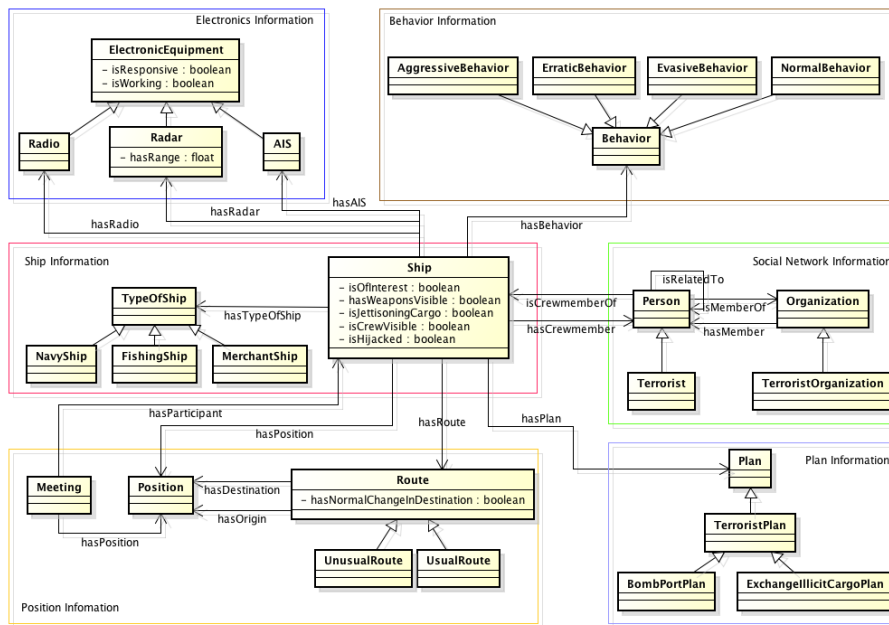 Electronics Information
ElectronicEquipment
- isResponsive : boolean
- isWorking : boolean
Radio
Radar
- hasRange : float
AIS
Behavior Information
AggressiveBehavior
ErraticBehavior
EvasiveBehavior
NormalBehavior
Behavior
hasAIS
hasRadar
hasRadio
hasBehavior
Ship Information
TypeOfShip
hasTypeOfShip
NavyShip
FishingShip
MerchantShip
Ship
- isOfInterest : boolean
- hasWeaponsVisible : boolean
- isJettisoningCargo : boolean
- isCrewVisible : boolean
- isHijacked : boolean
Social Network Information
isRelatedTo
isCrewmemberOf
hasCrewmember
Person
isMemberOf
hasMember
Organization
Terrorist
TerroristOrganization
hasParticipant
hasPosition
hasRoute
hasPlan
Meeting
Position
hasDestination
hasOrigin
hasPosition
Route
- hasNormalChangeInDestination : boolean
UnusualRoute
UsualRoute
Position Infomation
Plan
Plan Information
TerroristPlan
BombPortPlan
ExchangeIllicitCargoPlan